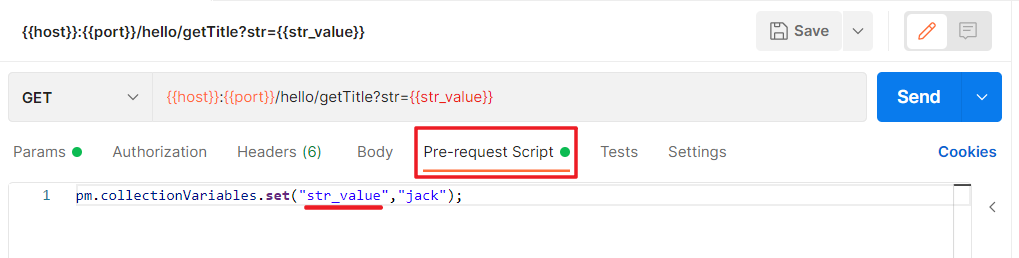 {{host}}:{{port}}/hello/getTitle?str={{str_value}} Save
GET {{host}}:{{port}}/hello/getTitle?str={{str_value}} Send
Params Authorization Headers (6) Body Pre-request Script Tests Settings Cookies
1 pm.collectionVariables.set("str_value","jack");